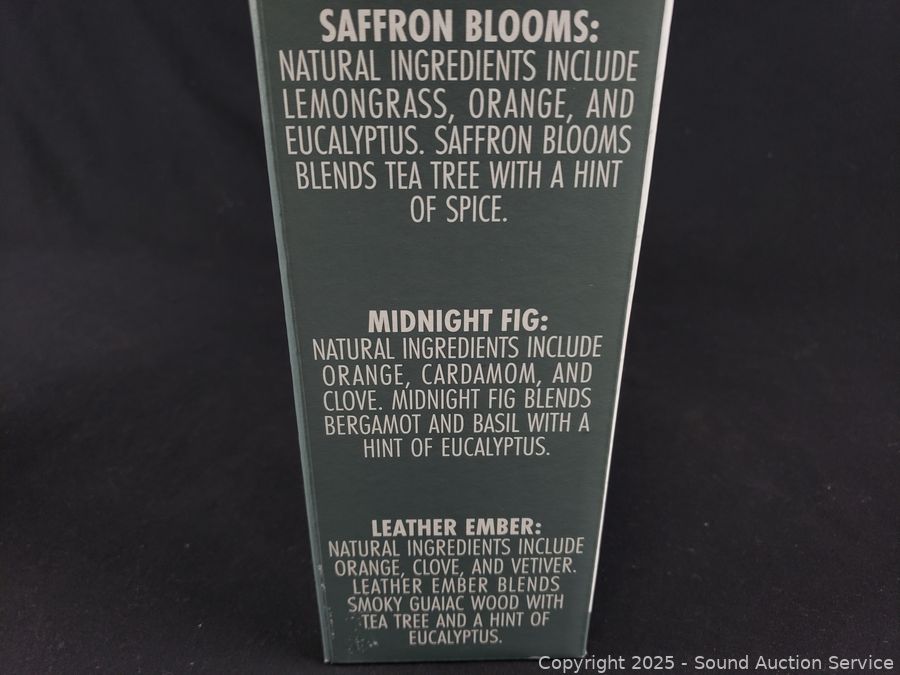 SAFFRON BLOOMS:
NATURAL INGREDIENTS INCLUDE
LEMONGRASS, ORANGE, AND
EUCALYPTUS. SAFFRON BLOOMS
BLENDS TEA TREE WITH A HINT
OF SPICE.
MIDNIGHT FIG:
NATURAL INGREDIENTS INCLUDE
ORANGE, CARDAMOM, AND
CLOVE. MIDNIGHT FIG BLENDS
BERGAMOT AND BASIL WITH A
HINT OF EUCALYPTUS.
LEATHER EMBER:
NATURAL INGREDIENTS INCLUDE
ORANGE, CLOVE, AND VETIVER.
LEATHER EMBER BLENDS
SMOKY GUAIAC WOOD WITH
TEA TREE AND A HINT OF
EUCALYPTUS.
Copyright 2025 - Sound Auction Service